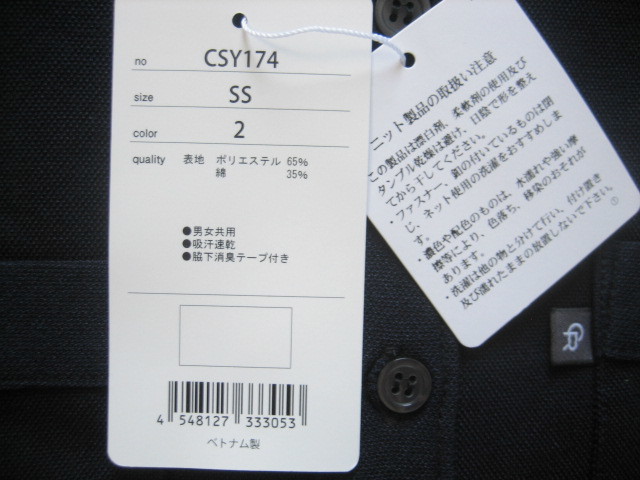 no CSY174
size SS
color 2
quality 表地 ポリエステル 65%
綿 35%
●男女共用
●吸汗速乾
●脇下消臭テープ付き
4 548127 333053
ベトナム製
ニット製品の取扱い注意
この製品は漂白剤、柔軟剤の使用及び
タンブル乾燥は避け、日陰で形を整え
てから干してください。
・ファスナー、釦の付いているものは閉
じ、ネット使用の洗濯をおすすめしま
す。
・濃色や配色のものは、水濡れや強い摩
擦等により、色落ち、移染のおそれが
あります。
・洗濯は他の物と分けて行い、付け置き
及び濡れたままの放置しないで下さい。
①